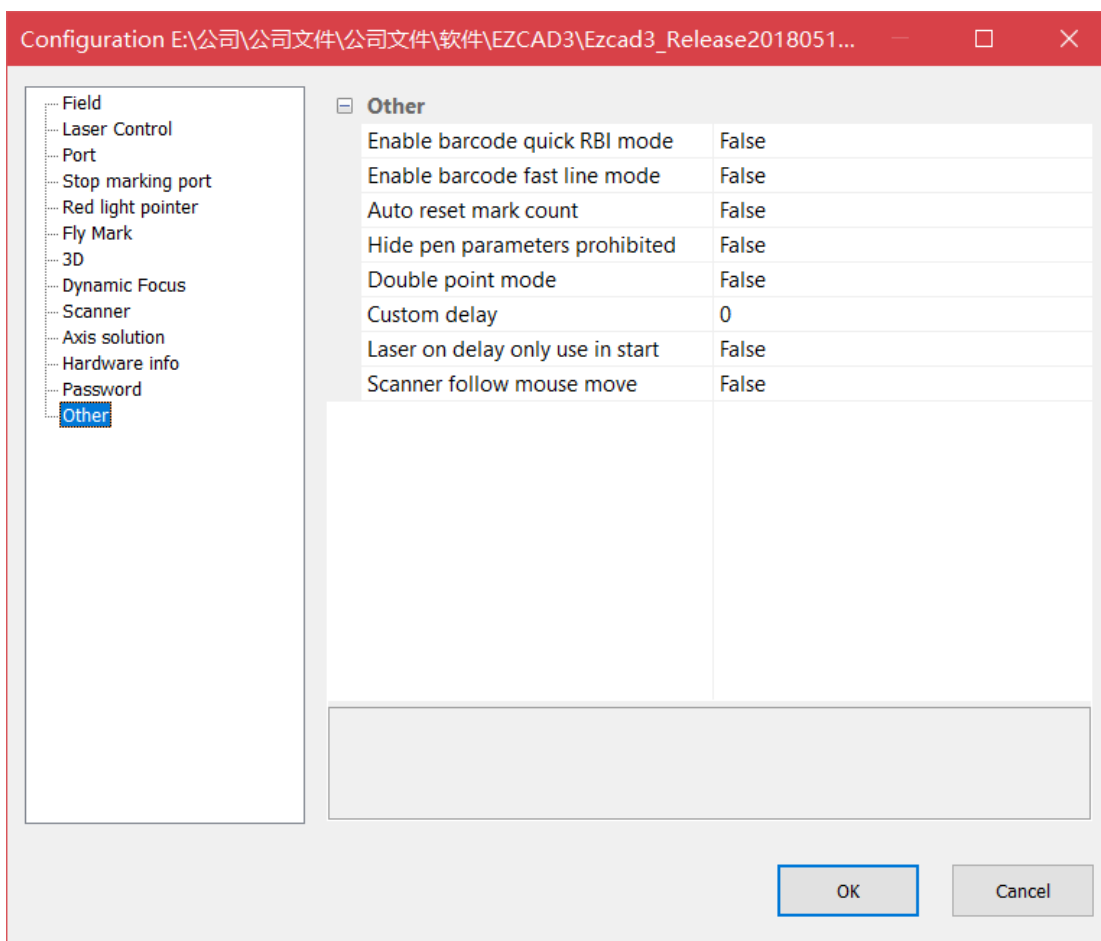 Configuration E:\公司\公司文件\公司文件\软件\EZCAD3\Ezcad3_Release2018051...
Field
Laser Control
Port
Stop marking port
Red light pointer
Fly Mark
3D
Dynamic Focus
Scanner
Axis solution
Hardware info
Password
Other
Other
Enable barcode quick RBI mode False
Enable barcode fast line mode False
Auto reset mark count False
Hide pen parameters prohibited False
Double point mode False
Custom delay 0
Laser on delay only use in start False
Scanner follow mouse move False
OK Cancel